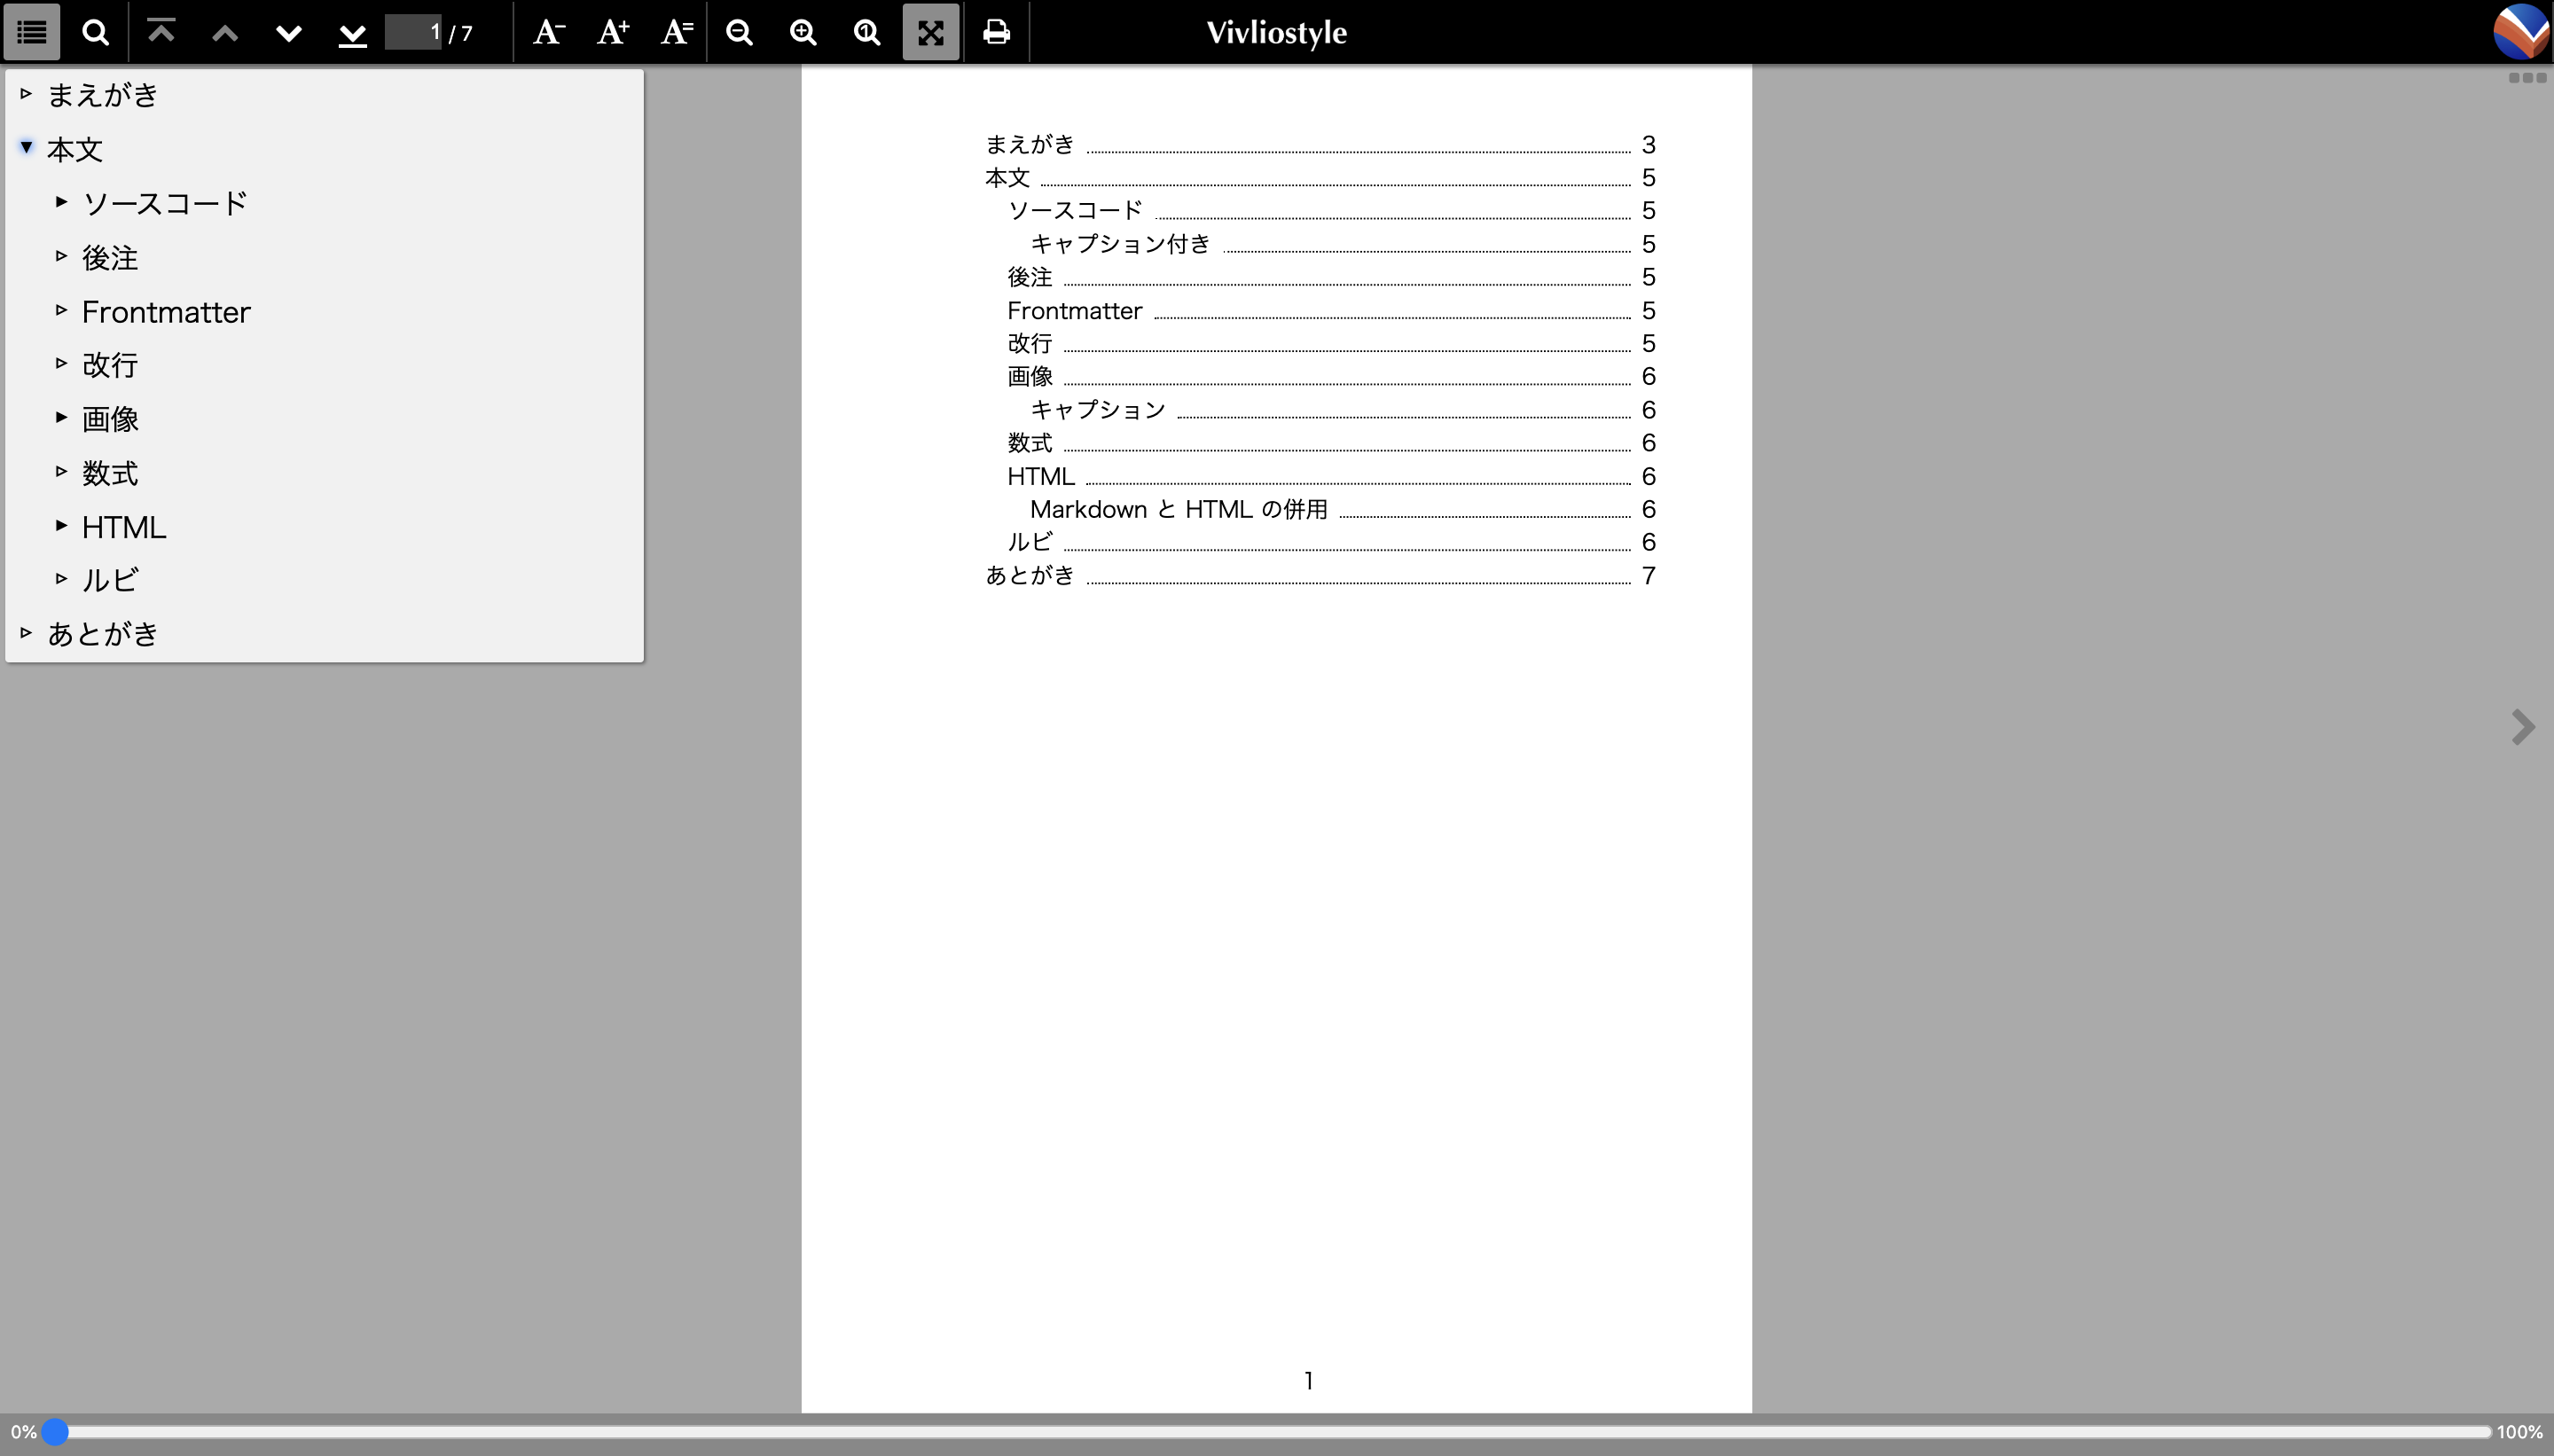 1 / 7 A- A+ A= Vivliostyle
まえがき
本文
ソースコード
後注
Frontmatter
改行
画像
数式
HTML
ルビ
あとがき
まえがき 3
本文 5
ソースコード 5
キャプション付き 5
後注 5
Frontmatter 5
改行 5
画像 6
キャプション 6
数式 6
HTML 6
Markdown と HTML の併用 6
ルビ 6
あとがき 7
1
0% 100%